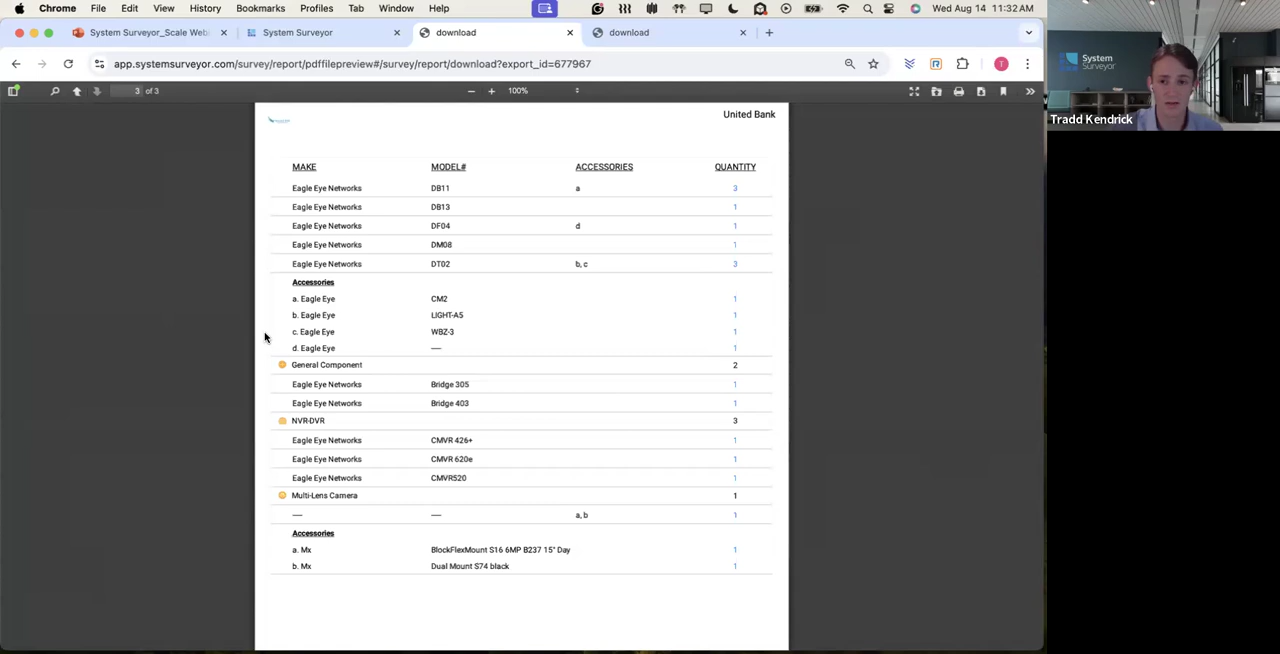 Chrome File Edit View History Bookmarks Profiles Tab Window Help Wed Aug 14 11:32 AM
System Surveyor_Scale Web System Surveyor download download
app.systemsurveyor.com/survey/report/pdffilepreview#/survey/report/download?export_id=677967 T
3 of 3 100%
System Surveyor
Tradd Kendrick
United Bank
MAKE MODEL# ACCESSORIES QUANTITY
Eagle Eye Networks DB11 a 3
Eagle Eye Networks DB13 1
Eagle Eye Networks DF04 d 1
Eagle Eye Networks DM08 1
Eagle Eye Networks DT02 b, c 3
Accessories
a. Eagle Eye CM2 1
b. Eagle Eye LIGHT-A5 1
c. Eagle Eye WBZ-3 1
d. Eagle Eye — 1
General Component 2
Eagle Eye Networks Bridge 305 1
Eagle Eye Networks Bridge 403 1
NVR-DVR 3
Eagle Eye Networks CMVR 426+ 1
Eagle Eye Networks CMVR 620e 1
Eagle Eye Networks CMVR520 1
Multi-Lens Camera 1
— — a, b 1
Accessories
a. Mx BlockFlexMount S16 6MP B237 15° Day 1
b. Mx Dual Mount S74 black 1